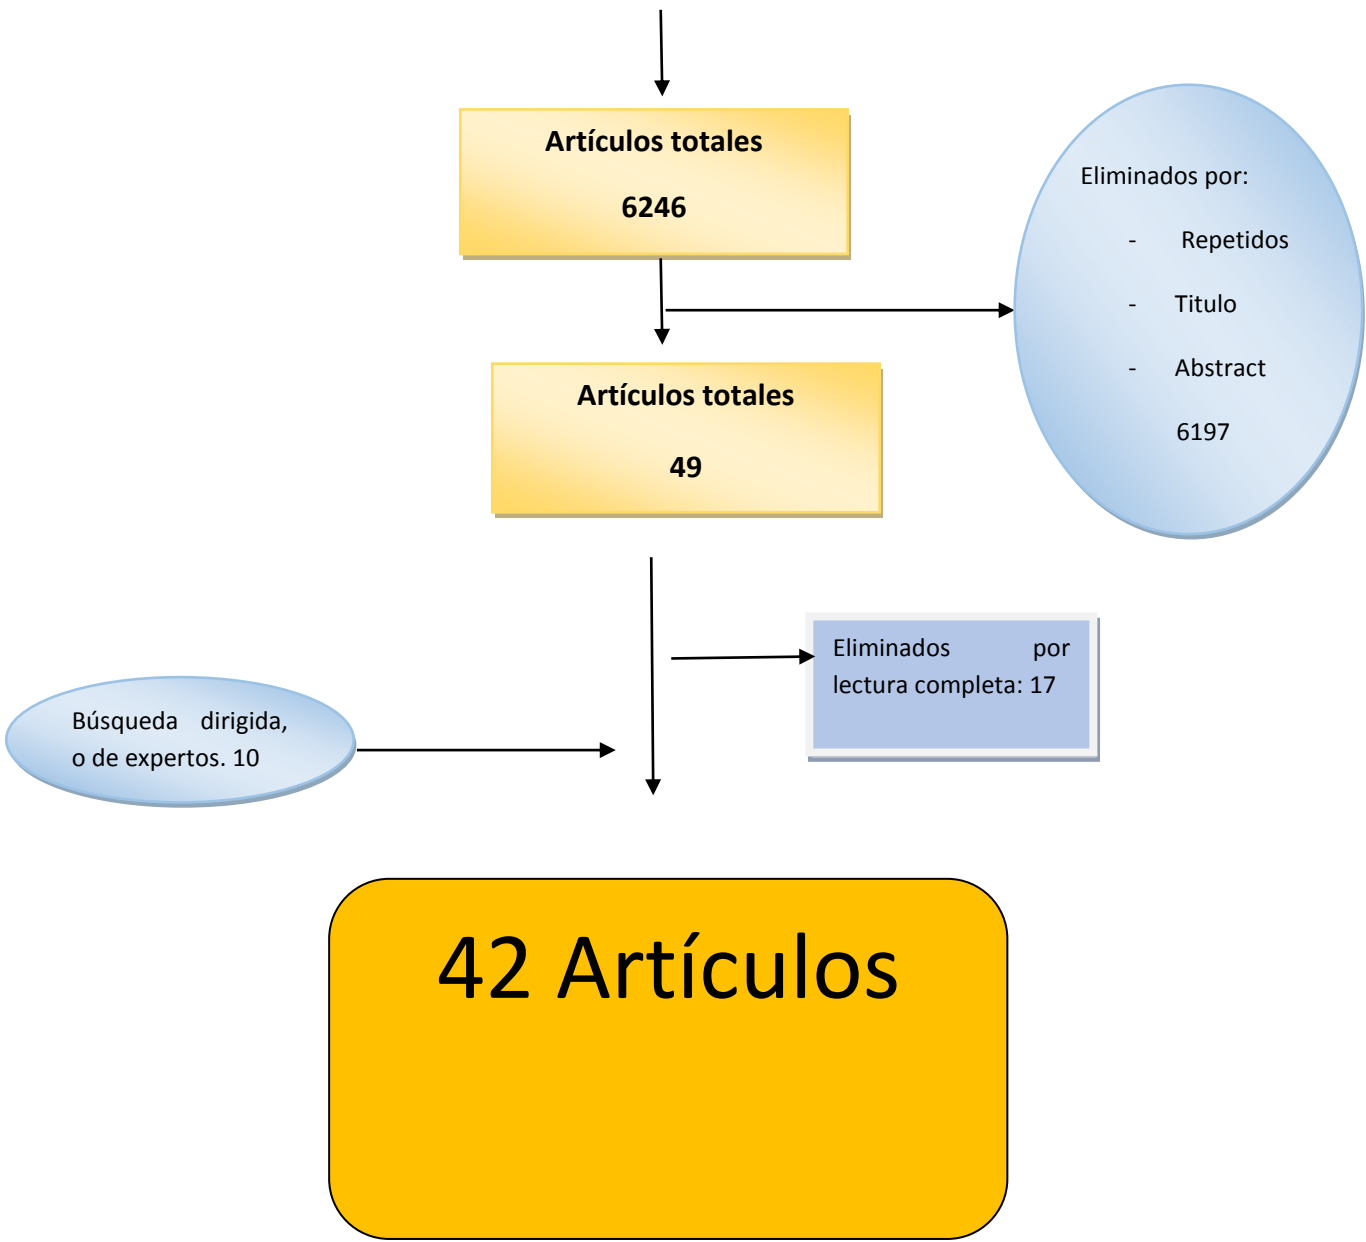 Artículos totales
6246
Eliminados por:
- Repetidos
- Titulo
- Abstract
6197
Artículos totales
49
Eliminados por
lectura completa: 17
Búsqueda dirigida,
o de expertos. 10
42 Artículos